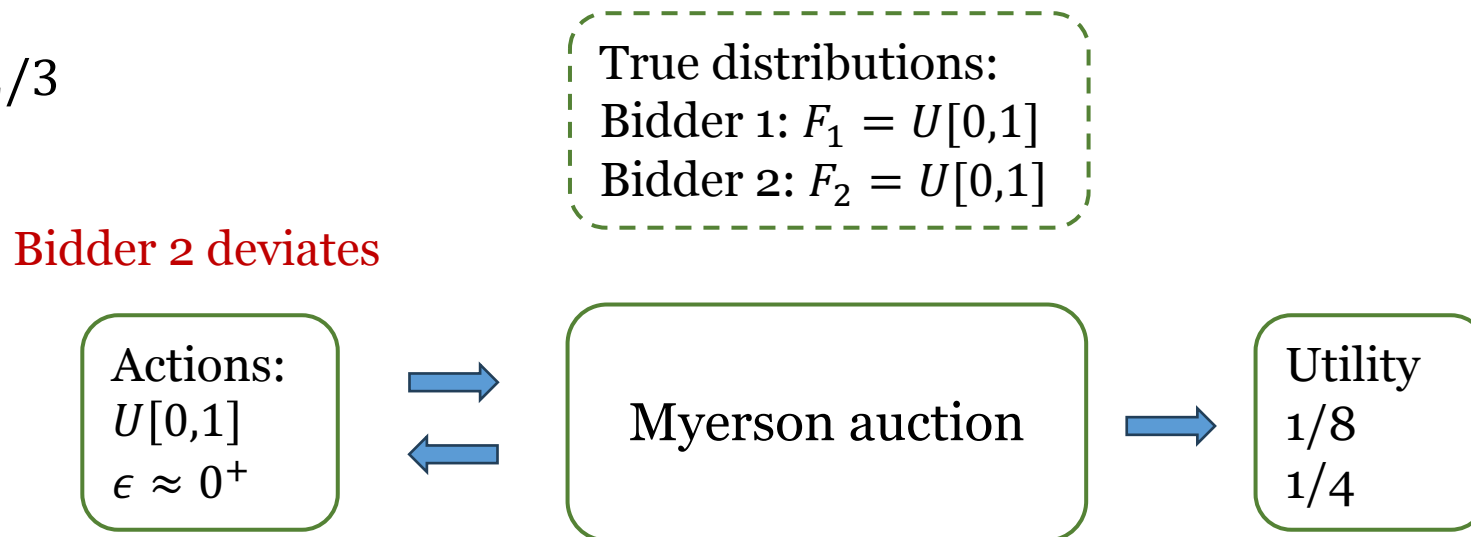 /3
True distributions:
Bidder 1: 𝐹₁ = 𝑈[0,1]
Bidder 2: 𝐹₂ = 𝑈[0,1]
Bidder 2 deviates
Actions:
𝑈[0,1]
𝜖 ≈ 0⁺
Myerson auction
Utility
1/8
1/4